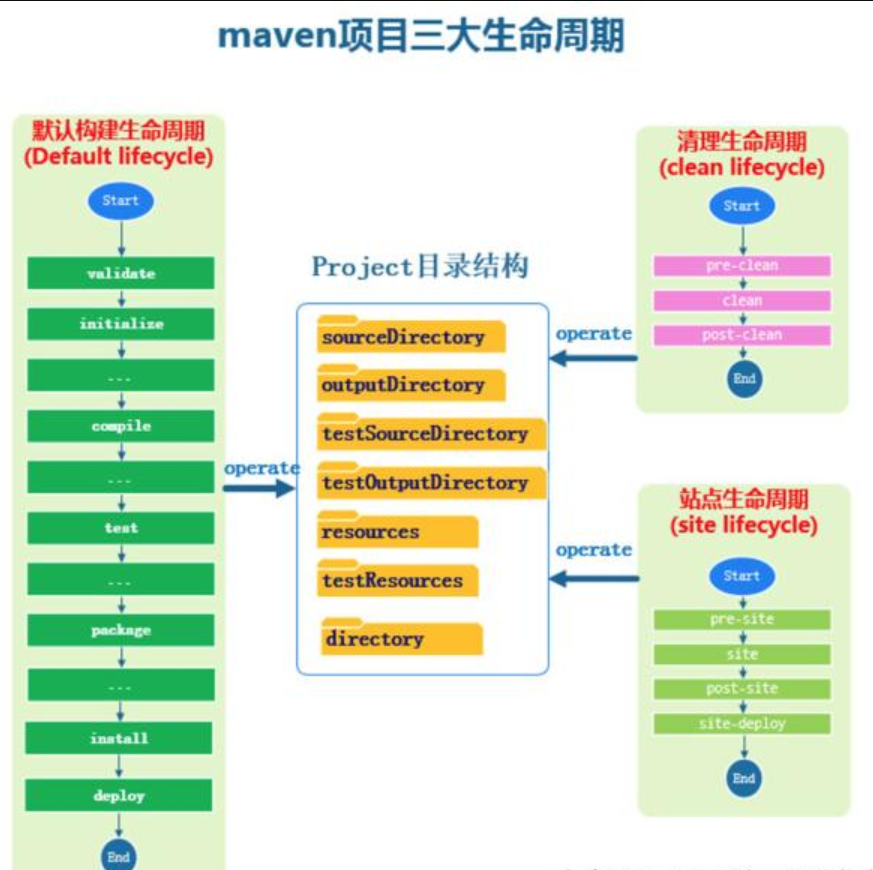 maven项目三大生命周期
默认构建生命周期
(Default lifecycle)
Start
validate
initialize
...
compile
...
test
...
package
...
install
deploy
End
operate
Project目录结构
sourceDirectory
outputDirectory
testSourceDirectory
testOutputDirectory
resources
testResources
directory
清理生命周期
(clean lifecycle)
Start
pre-clean
clean
post-clean
End
operate
站点生命周期
(site lifecycle)
Start
pre-site
site
post-site
site-deploy
End
operate